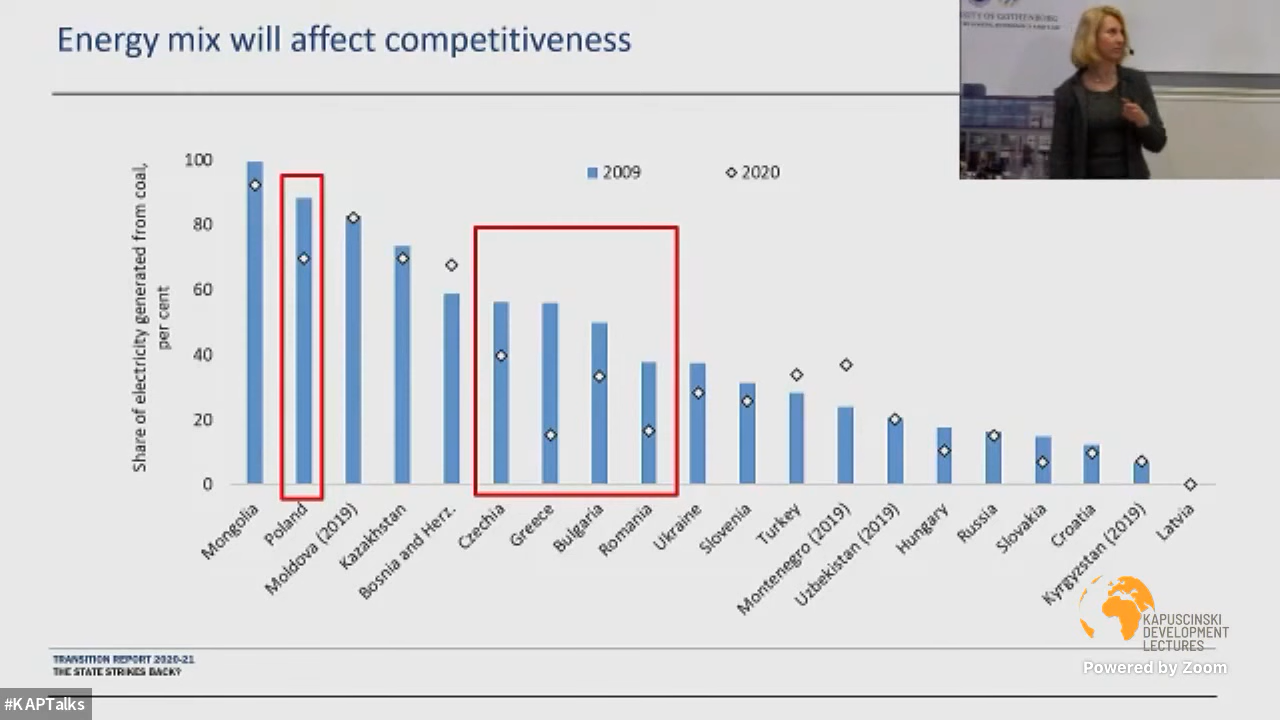 Energy mix will affect competitiveness
UNIVERSITY OF GOTHENBURG
Share of electricity generated from coal,
per cent
100
80
60
40
20
0
2009
2020
Mongolia
Poland
Moldova (2019)
Kazakhstan
Bosnia and Herz.
Czechia
Greece
Bulgaria
Romania
Ukraine
Slovenia
Turkey
Montenegro (2019)
Uzbekistan (2019)
Hungary
Russia
Slovakia
Croatia
Kyrgyzstan (2019)
Latvia
KAPUSCINSKI
DEVELOPMENT
LECTURES
Powered by Zoom
TRANSITION REPORT 2020-21
THE STATE STRIKES BACK?
#KAPTalks